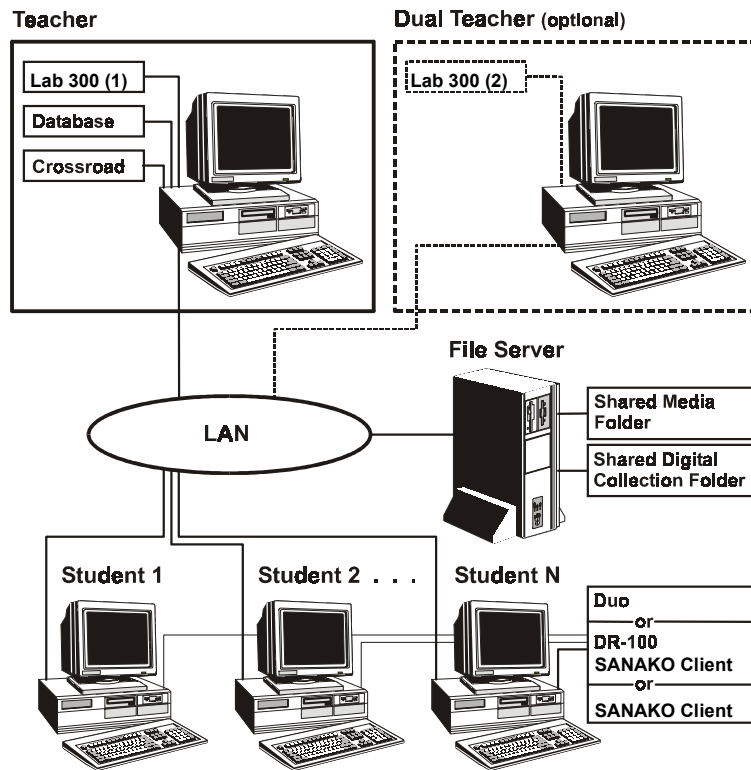 Teacher
Dual Teacher (optional)
Lab 300 (1)
Database
Crossroad
Lab 300 (2)
File Server
LAN
Shared Media
Folder
Shared Digital
Collection Folder
Student 1
Student 2 . . .
Student N
Duo
or
DR-100
SANAKO Client
or
SANAKO Client